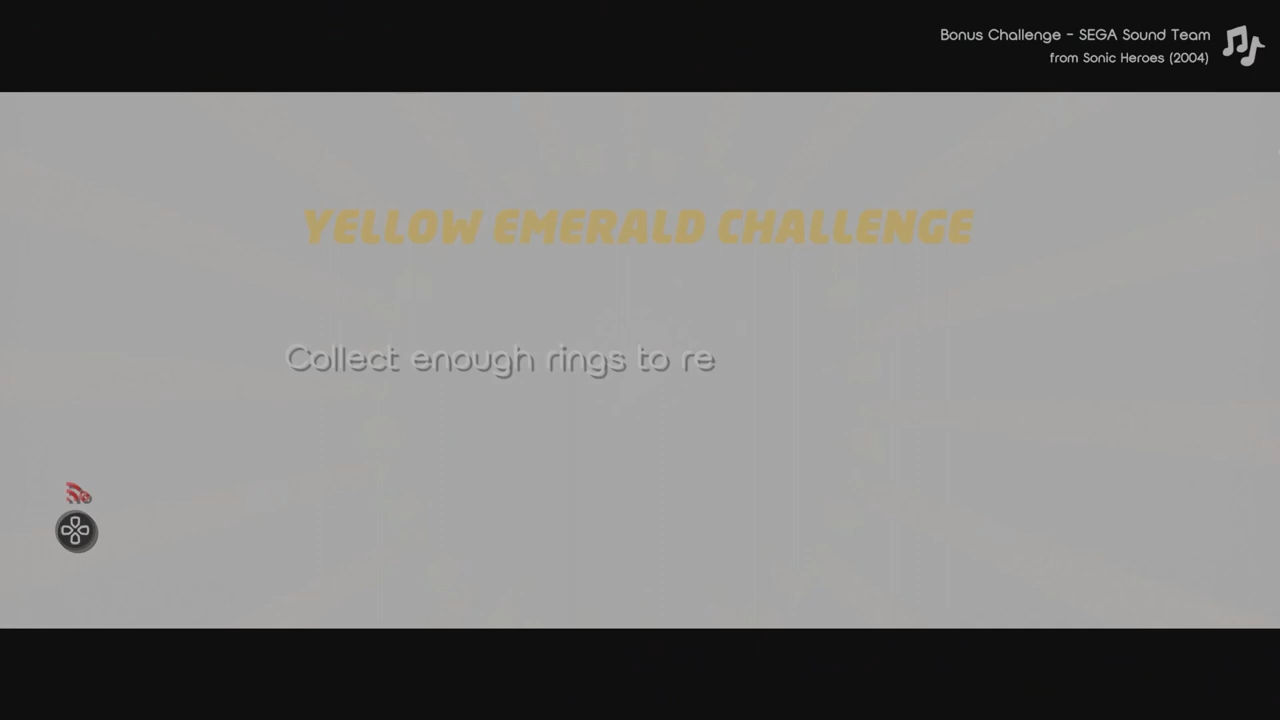 Bonus Challenge - SEGA Sound Team
from Sonic Heroes (2004)
YELLOW EMERALD CHALLENGE
Collect enough rings to re